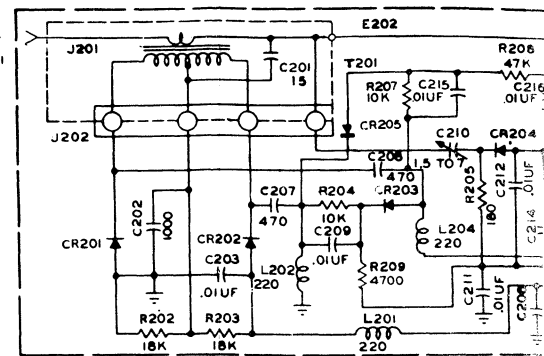 E202
J201
C201
15
T201
R206
47K
R207
10K
C215
.01UF
C216
.01UF
J202
CR205
C210
1.5
TO 7
CR204
470
C202
1000
C207
470
R204
10K
CR203
R205
180
C212
.01UF
C214
CR201
CR202
C209
.01UF
L204
220
C203
.01UF
L202
220
R209
4700
C211
.01UF
R202
18K
R203
18K
L201
220